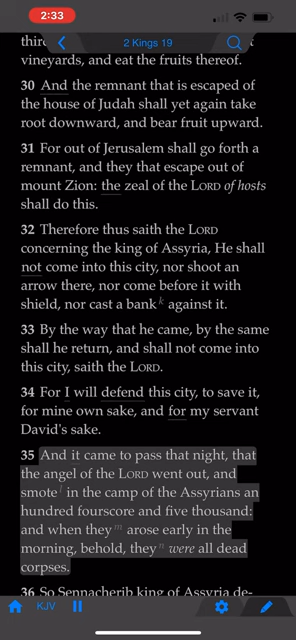 2:33
2 Kings 19
vineyards, and eat the fruits thereof.
30 And the remnant that is escaped of
the house of Judah shall yet again take
root downward, and bear fruit upward.
31 For out of Jerusalem shall go forth a
remnant, and they that escape out of
mount Zion: the zeal of the LORD of hosts
shall do this.
32 Therefore thus saith the LORD
concerning the king of Assyria, He shall
not come into this city, nor shoot an
arrow there, nor come before it with
shield, nor cast a bank k against it.
33 By the way that he came, by the same
shall he return, and shall not come into
this city, saith the LORD.
34 For I will defend this city, to save it,
for mine own sake, and for my servant
David's sake.
35 And it came to pass that night, that
the angel of the LORD went out, and
smote l in the camp of the Assyrians an
hundred fourscore and five thousand:
and when they m arose early in the
morning, behold, they n were all dead
corpses.
36 So Sennacherib king of Assyria de-
KJV